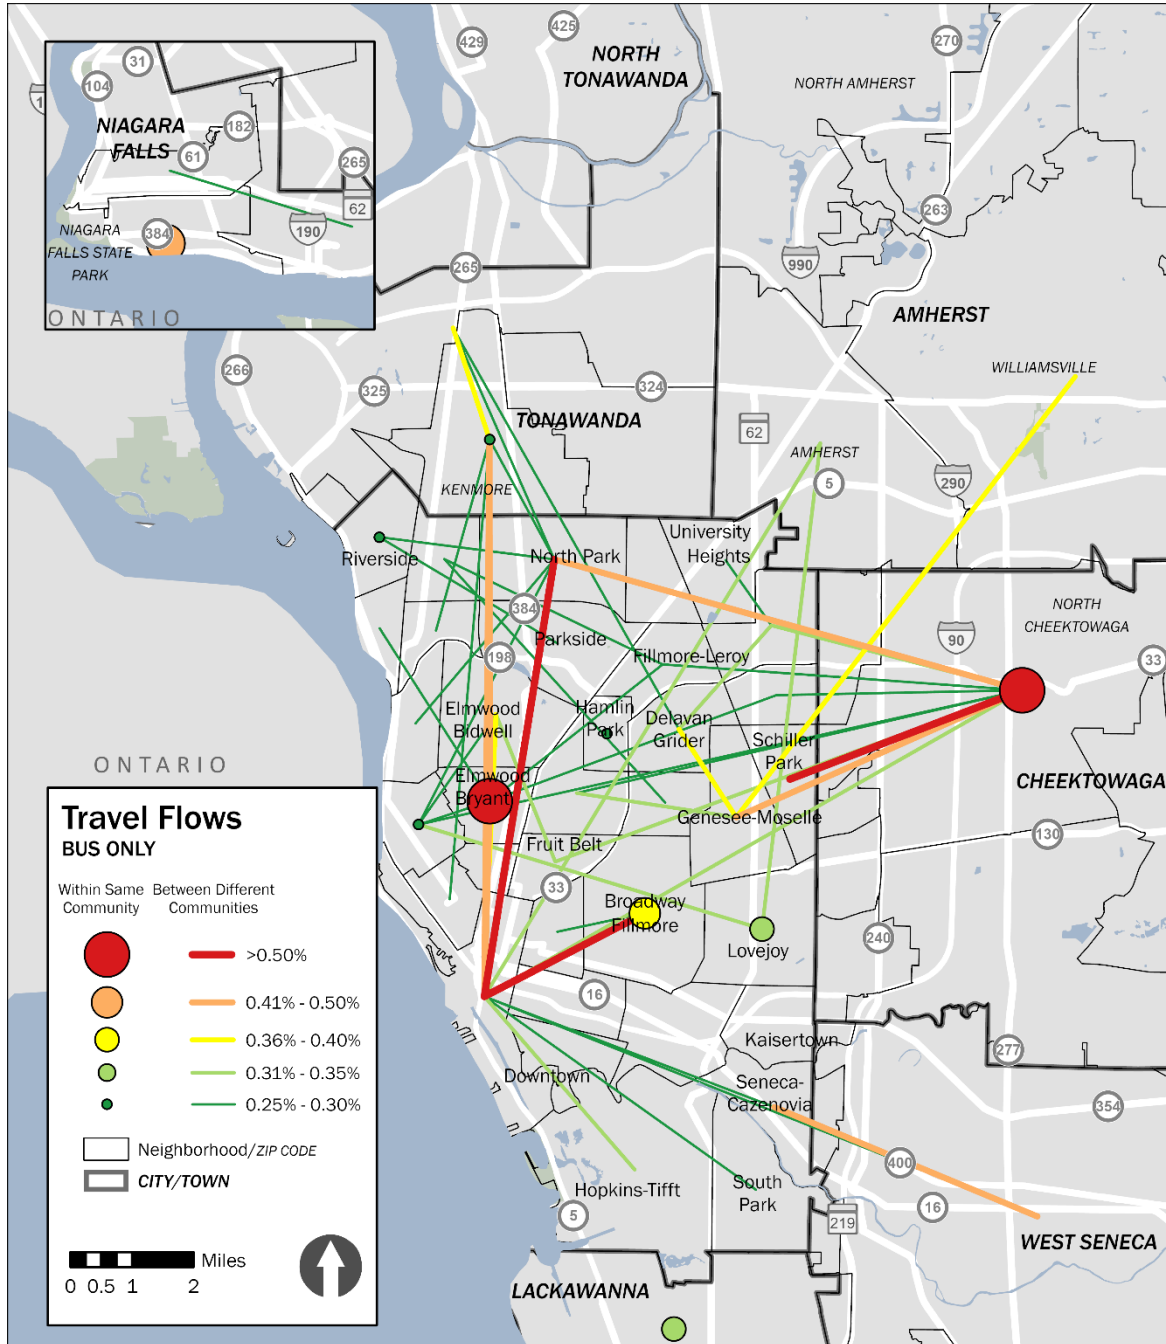 429
425
NORTH
TONAWANDA
270
NORTH AMHERST
31
104
NIAGARA
FALLS
182
61
265
62
190
384
NIAGARA
FALLS STATE
PARK
ONTARIO
265
263
990
AMHERST
266
325
324
WILLIAMSVILLE
TONAWANDA
62
AMHERST
5
290
KENMORE
University
Heights
Riverside
North Park
NORTH
CHEEKTOWAGA
384
Parkside
90
198
Fillmore-Leroy
33
Elmwood
Bidwell
Hamlin
Park
Delavan
Grider
Schiller
Park
ONTARIO
Elmwood
Bryant
CHEEKTOWAGA
Genesee-Moselle
130
Fruit Belt
33
Broadway
Fillmore
Lovejoy
240
16
Kaisertown
277
Downtown
Seneca-
Cazenovia
354
400
South
Park
Hopkins-Tifft
16
5
219
WEST SENECA
LACKAWANNA
Travel Flows
BUS ONLY
Within Same
Community
Between Different
Communities
>0.50%
0.41% - 0.50%
0.36% - 0.40%
0.31% - 0.35%
0.25% - 0.30%
Neighborhood/ZIP CODE
CITY/TOWN
Miles
0 0.5 1 2